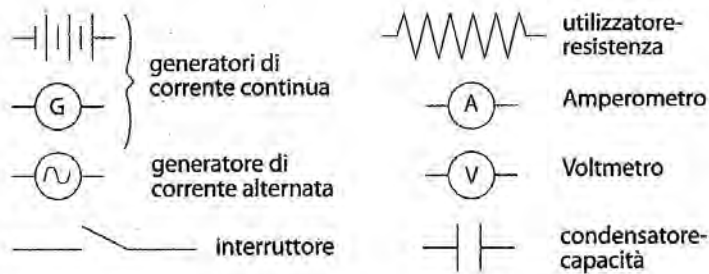 generatori di
corrente continua
G
generatore di
corrente alternata
interruttore
utilizzatore-
resistenza
A
Amperometro
V
Voltmetro
condensatore-
capacità